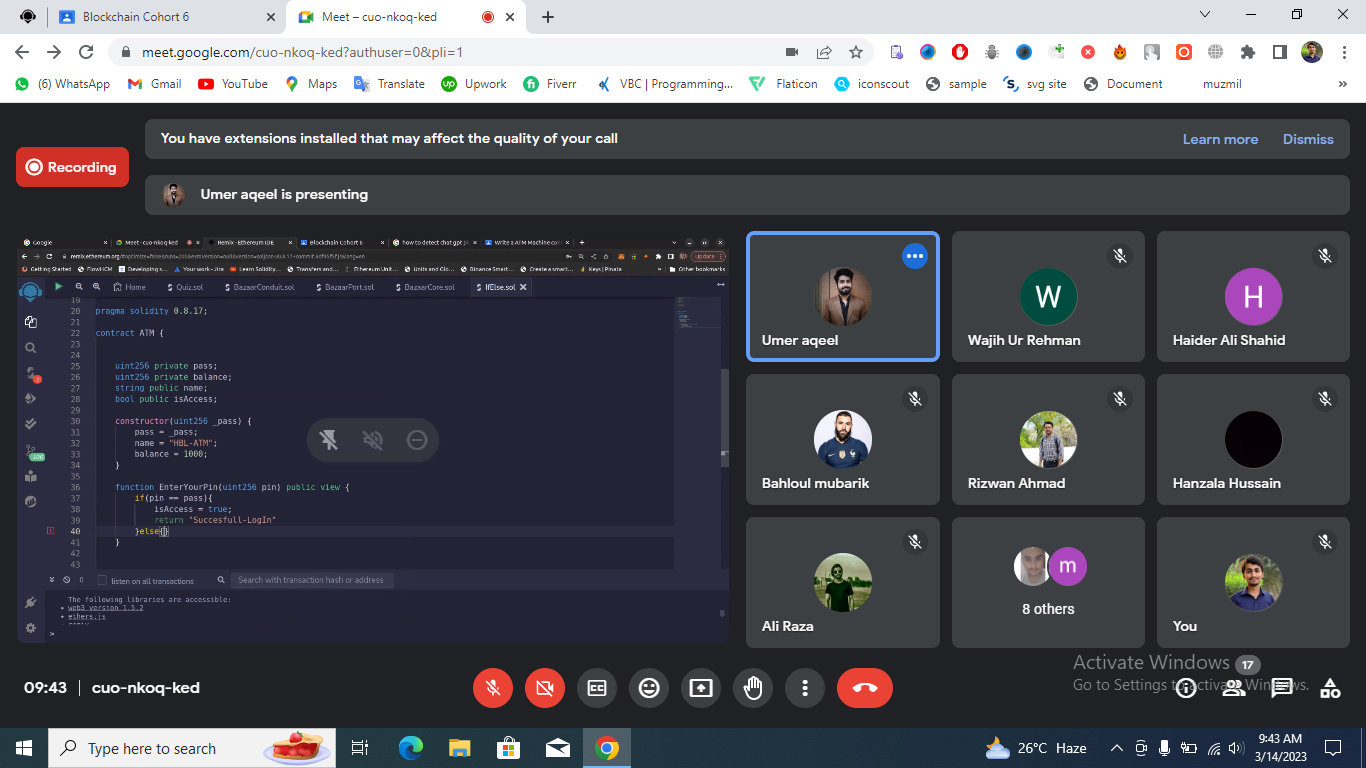 Blockchain Cohort 6
Meet – cuo-nkoq-ked
meet.google.com/cuo-nkoq-ked?authuser=0&pli=1
(6) WhatsApp
Gmail
YouTube
Maps
Translate
Upwork
Fiverr
VBC | Programming...
Flaticon
iconscout
sample
svg site
Document
muzmil
You have extensions installed that may affect the quality of your call
Learn more
Dismiss
Recording
Umer aqeel is presenting
Google
Meet - cuo-nkoq-ked
Remix - Ethereum IDE
Blockchain Cohort 6
how to detect chat gpt pl
Write a ATM Machine con
Update
Getting Started
FlowHCM
Developing s...
Your work - Jira
Learn Solidity...
Transfers and...
Ethereum Unit...
Units and Glo...
Binance Smart...
Create a smart...
Keys | Pinata
Other bookmarks
Home
Quiz.sol
BazaarConduit.sol
BazaarPort.sol
BazaarCore.sol
IfElse.sol
19
20 pragma solidity 0.8.17;
21
22 contract ATM {
23
24
25 uint256 private pass;
26 uint256 private balance;
27 string public name;
28 bool public isAccess;
29
30 constructor(uint256 _pass) {
31 pass = _pass;
32 name = "HBL-ATM";
33 balance = 1000;
34 }
35
36 function EnterYourPin(uint256 pin) public view {
37 if(pin == pass){
38 isAccess = true;
39 return "Succesfull-LogIn"
40 }else{}
41 }
42
43
0
listen on all transactions
Search with transaction hash or address
The following libraries are accessible:
web3 version 1.5.2
ethers.js
>
Umer aqeel
W
Wajih Ur Rehman
H
Haider Ali Shahid
Bahloul mubarik
Rizwan Ahmad
Hanzala Hussain
Ali Raza
m
8 others
You
Activate Windows
Go to Settings to activate Windows.
17
09:43
cuo-nkoq-ked
Type here to search
26°C Haze
9:43 AM
3/14/2023